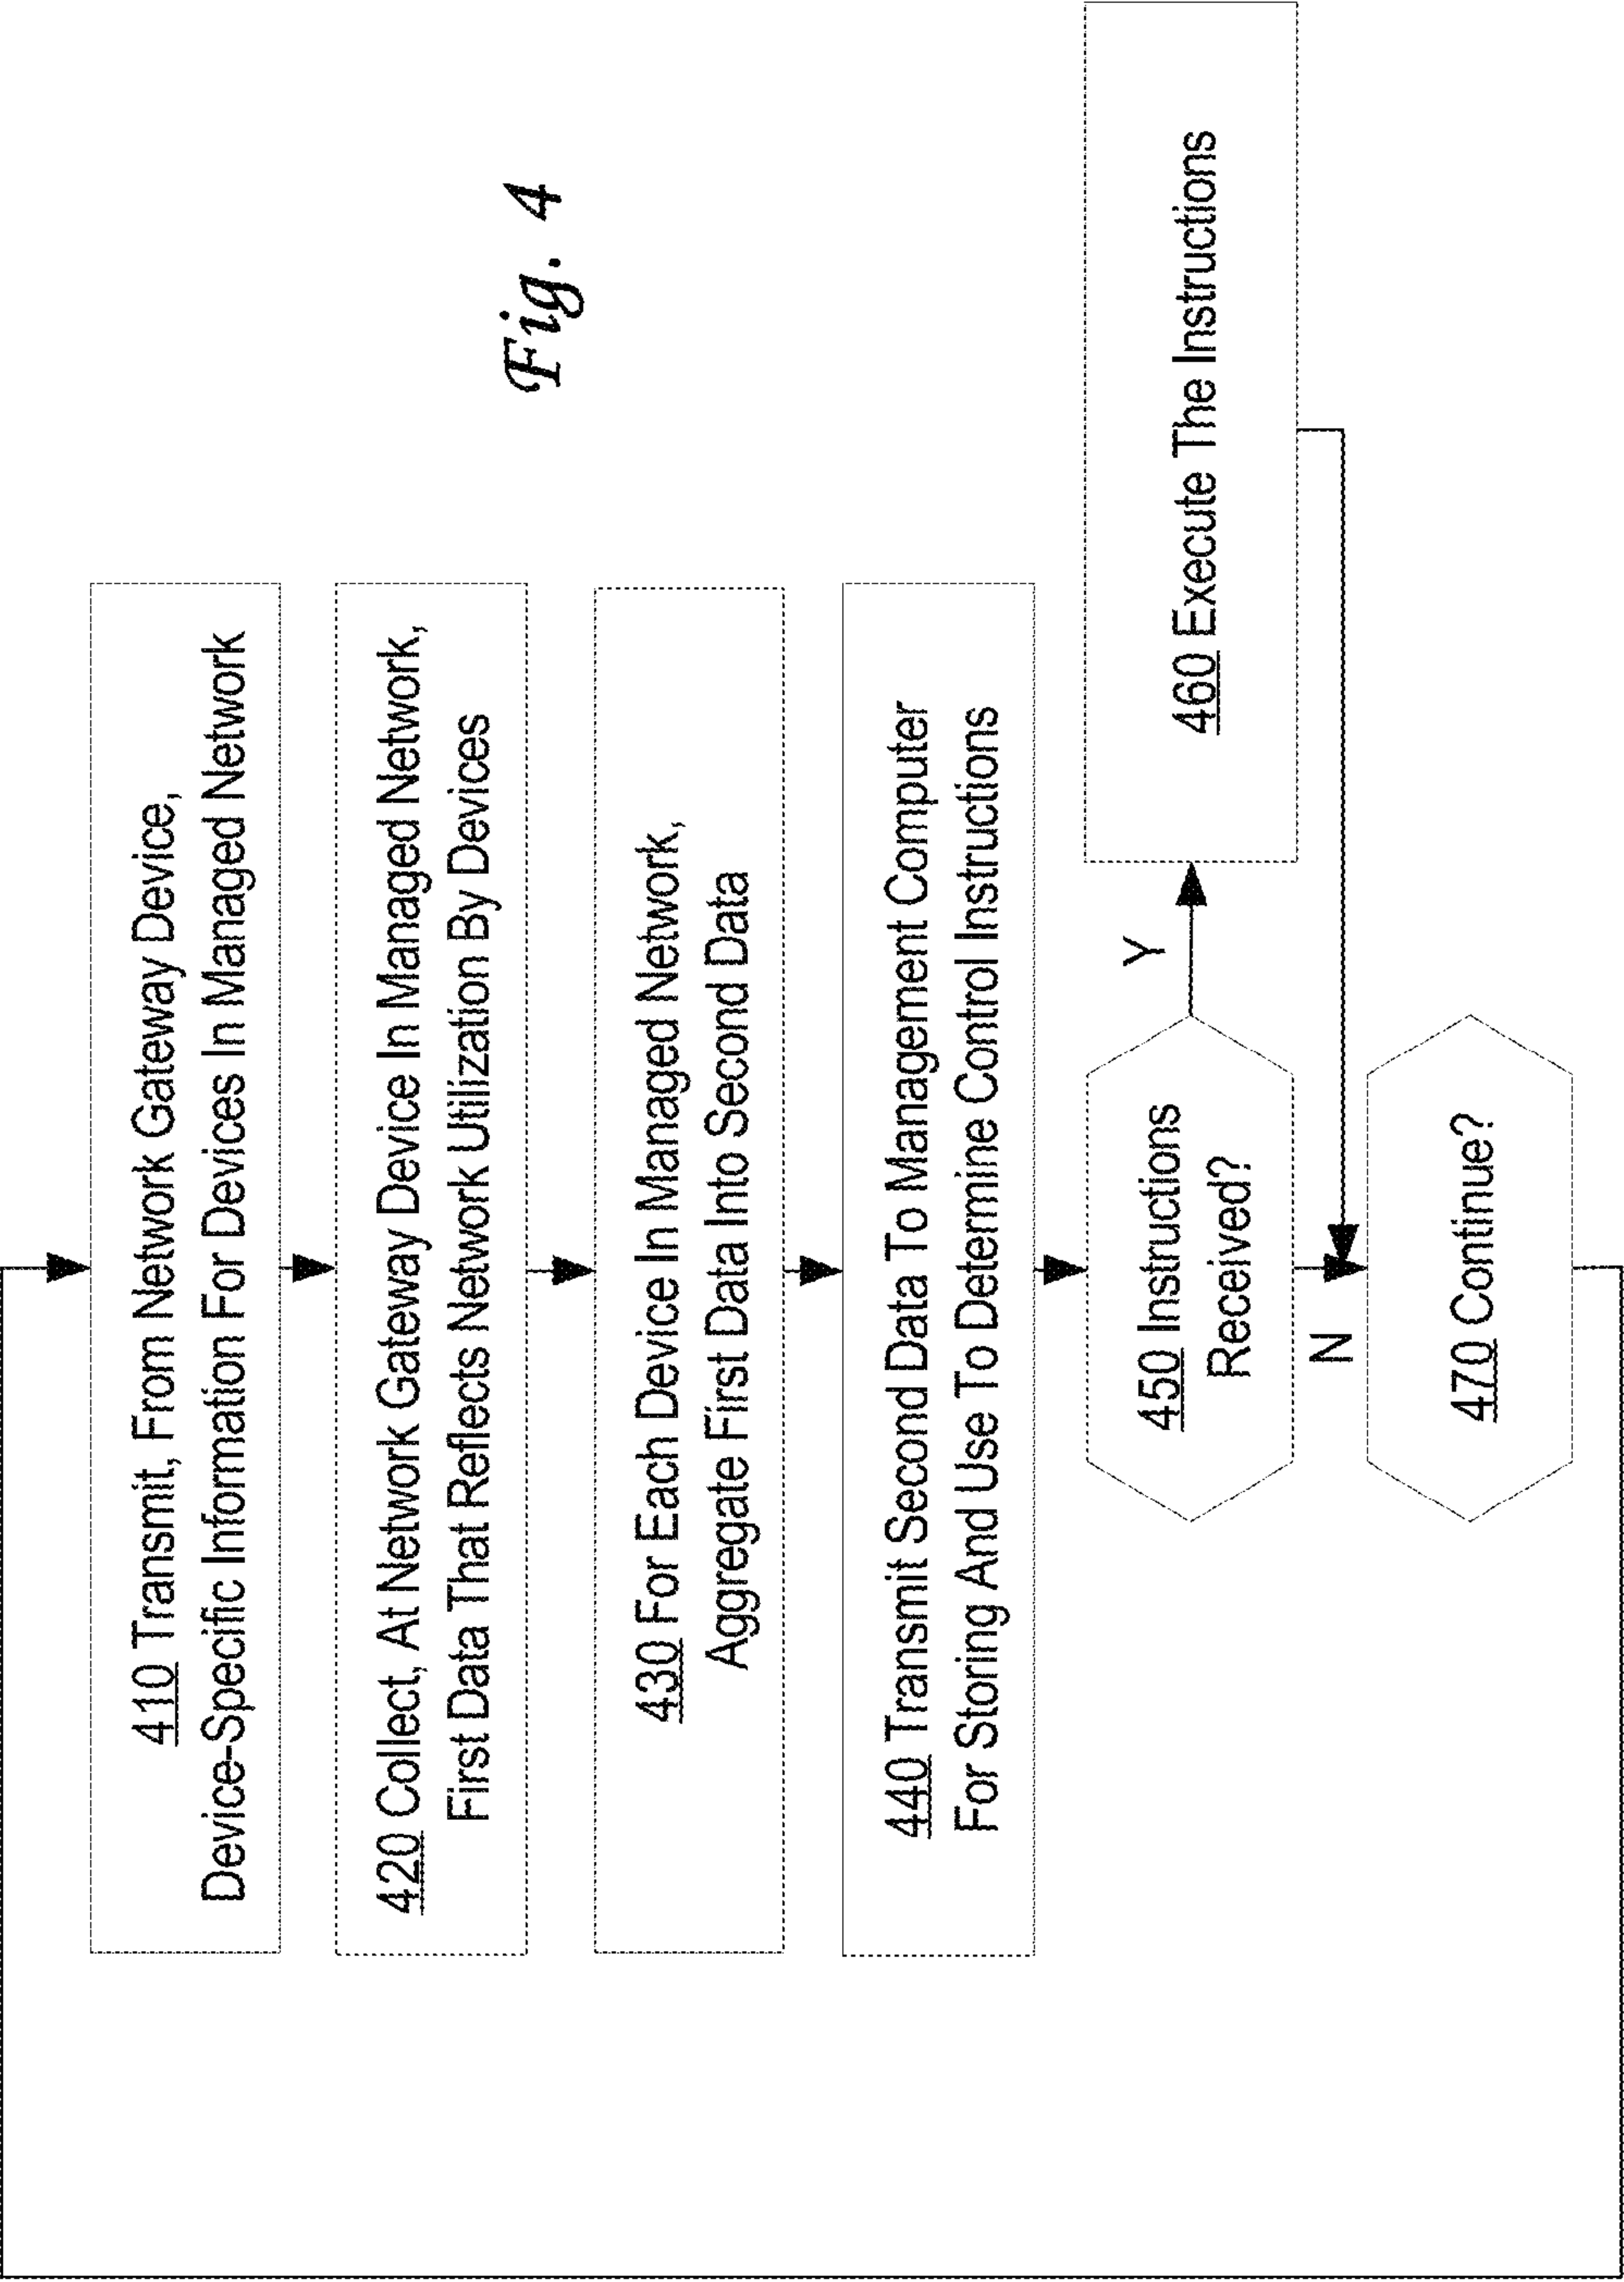 410 Transmit, From Network Gateway Device,
Device-Specific Information For Devices In Managed Network
420 Collect, At Network Gateway Device In Managed Network,
First Data That Reflects Network Utilization By Devices
430 For Each Device In Managed Network,
Aggregate First Data Into Second Data
440 Transmit Second Data To Management Computer
For Storing And Use To Determine Control Instructions
450 Instructions
Received?
Y
460 Execute The Instructions
N
470 Continue?
Fig. 4